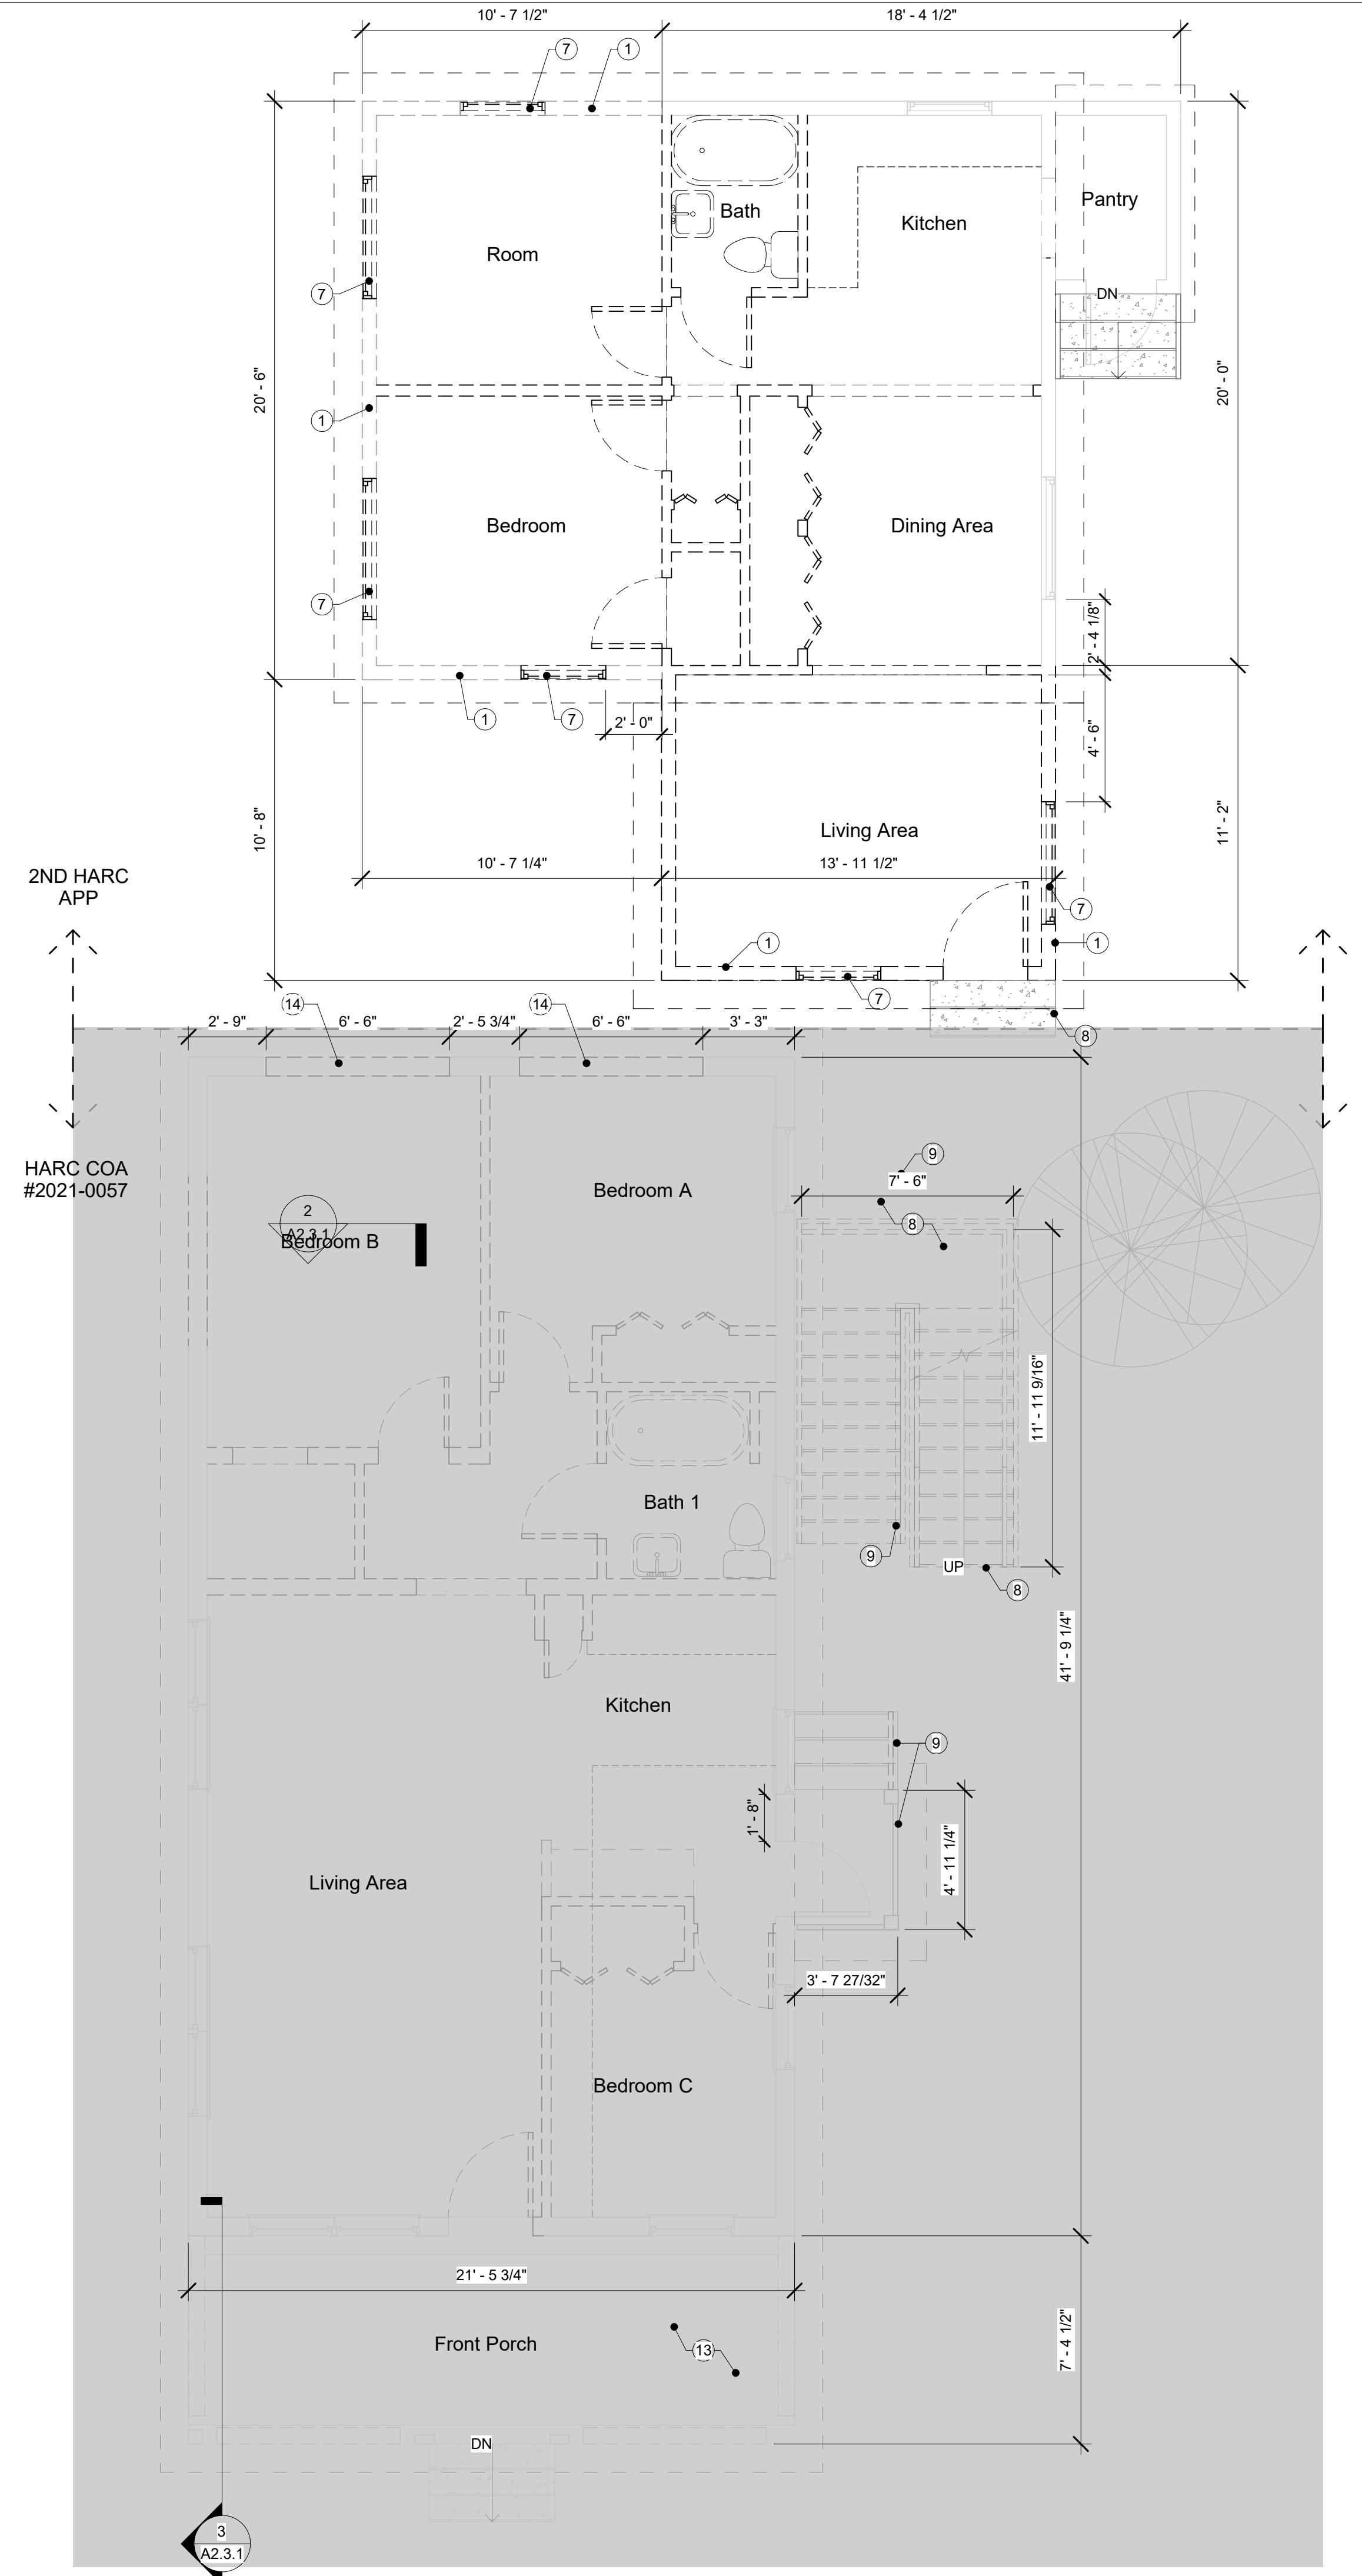 10' - 7 1/2"
18' - 4 1/2"
7
1
Bath
Pantry
Kitchen
Room
7
DN
20' - 6"
20' - 0"
1
Bedroom
Dining Area
7
2' - 4 1/8"
1
7
2' - 0"
4' - 6"
10' - 8"
Living Area
11' - 2"
10' - 7 1/4"
13' - 11 1/2"
2ND HARC
APP
7
1
1
7
14
14
2' - 9"
6' - 6"
2' - 5 3/4"
6' - 6"
3' - 3"
8
HARC COA
#2021-0057
9
7' - 6"
Bedroom A
2
A2.3.1
Bedroom B
8
11' - 11 9/16"
Bath 1
9
UP
8
41' - 9 1/4"
Kitchen
9
1' - 8"
4' - 11 1/4"
Living Area
3' - 7 27/32"
Bedroom C
21' - 5 3/4"
Front Porch
13
7' - 4 1/2"
DN
3
A2.3.1